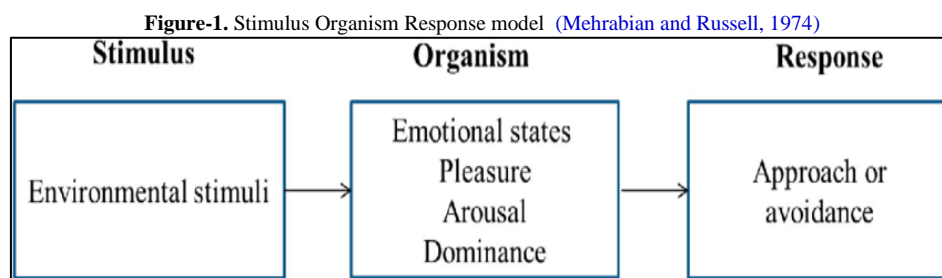 Figure-1. Stimulus Organism Response model (Mehrabian and Russell, 1974)
Stimulus Organism Response
Environmental stimuli
Emotional states
Pleasure
Arousal
Dominance
Approach or
avoidance